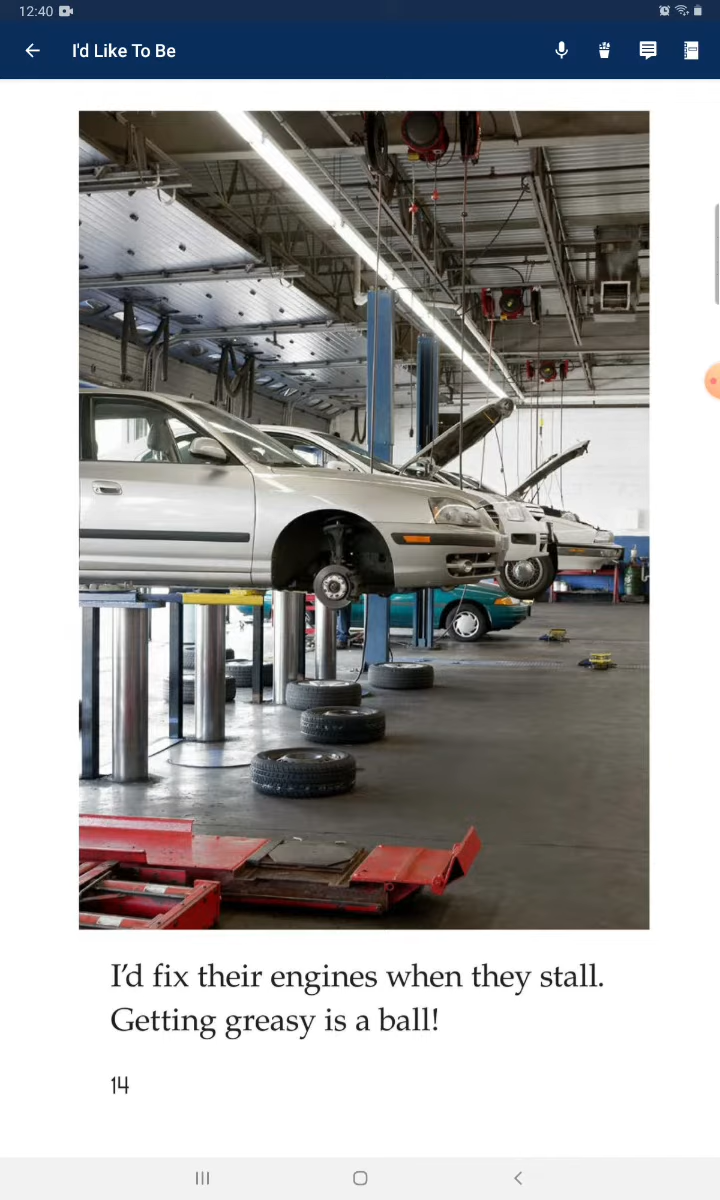 12:40
I'd Like To Be
I'd fix their engines when they stall.
Getting greasy is a ball!
14